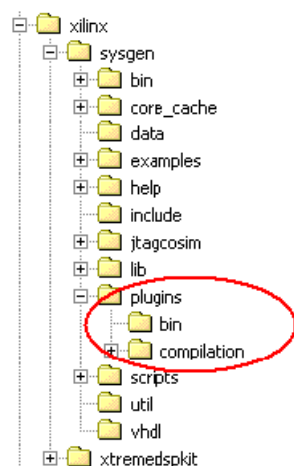 xilinx
sysgen
bin
core_cache
data
examples
help
include
jtagcosim
lib
plugins
bin
compilation
scripts
util
vhdl
xtremedspkit